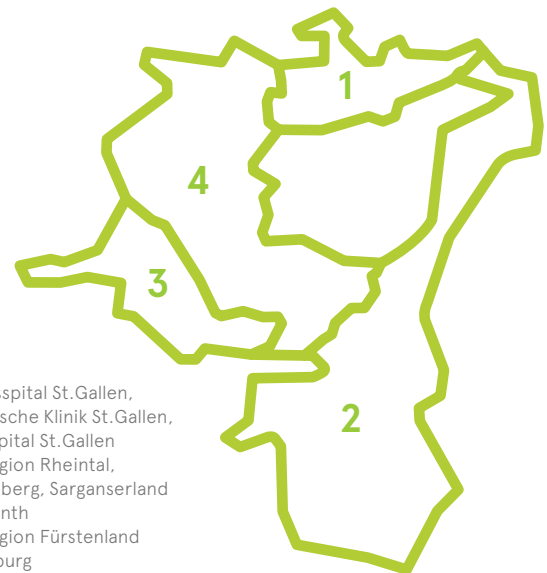 1
4
3
2
spital St.Gallen,
sche Klinik St.Gallen,
pital St.Gallen
gion Rheintal,
berg, Sarganserland
nth
gion Fürstenland
burg